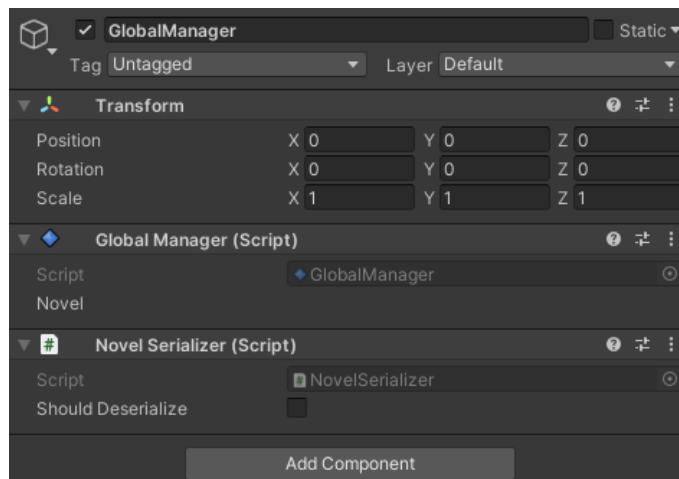 GlobalManager Static
Tag Untagged Layer Default
Transform
Position X 0 Y 0 Z 0
Rotation X 0 Y 0 Z 0
Scale X 1 Y 1 Z 1
Global Manager (Script)
Script GlobalManager
Novel
# Novel Serializer (Script)
Script NovelSerializer
Should Deserialize
Add Component